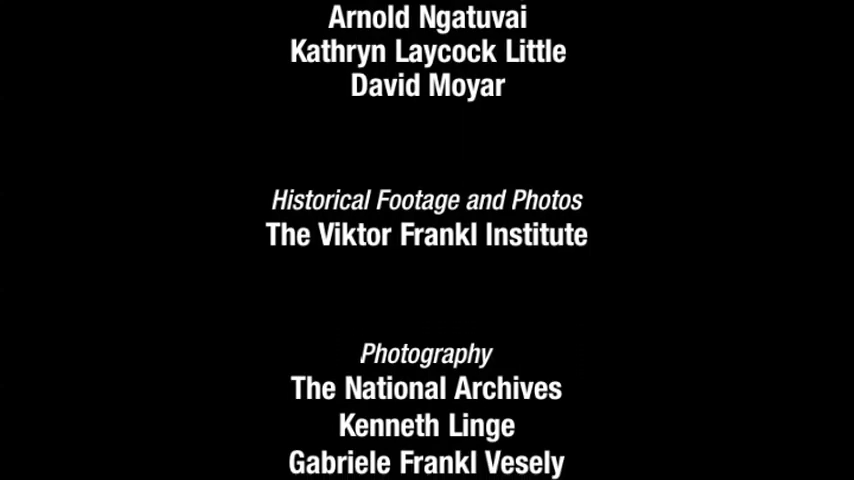 Arnold Ngatuvai
Kathryn Laycock Little
David Moyar
Historical Footage and Photos
The Viktor Frankl Institute
Photography
The National Archives
Kenneth Linge
Gabriele Frankl Vesely